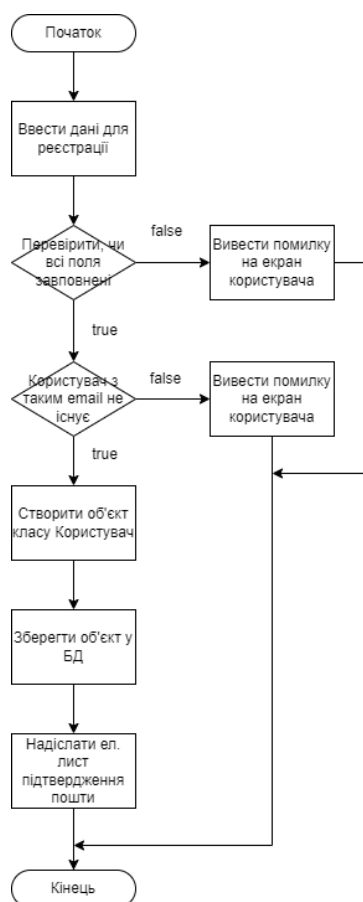 Початок
Ввести дані для
реєстрації
Перевірити, чи
всі поля
завповнені
false
Вивести помилку
на екран
користувача
true
Користувач з
таким email не
існує
false
Вивести помилку
на екран
користувача
true
Створити об'єкт
класу Користувач
Зберегти об'єкт у
БД
Надіслати ел.
лист
підтвердження
пошти
Кінець